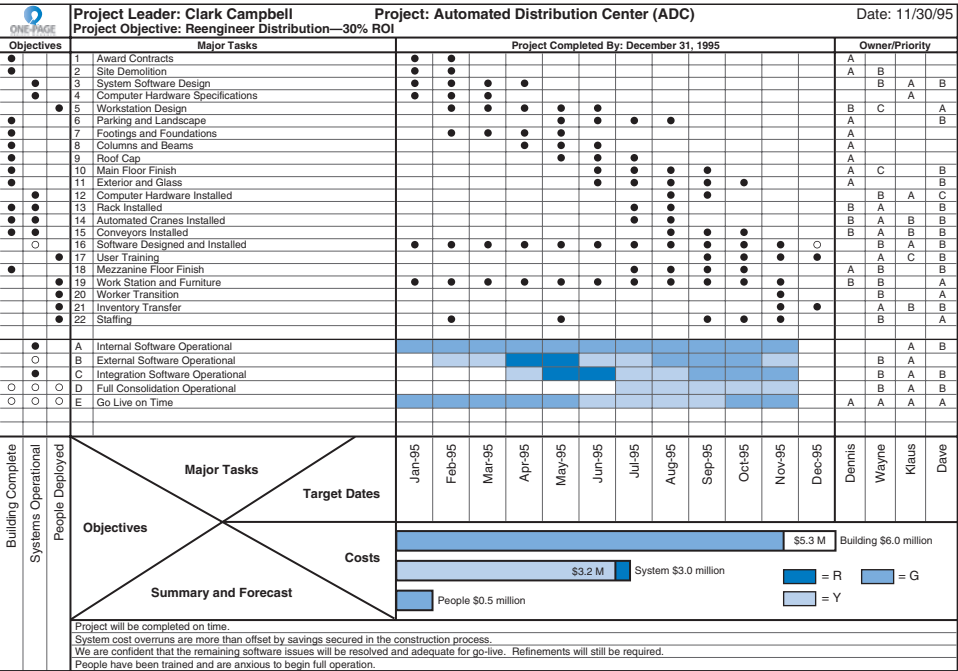 ONE-PAGE
Project Leader: Clark Campbell Project: Automated Distribution Center (ADC) Date: 11/30/95
Project Objective: Reengineer Distribution—30% ROI
Objectives Major Tasks Project Completed By: December 31, 1995 Owner/Priority
1 Award Contracts A
2 Site Demolition A B
3 System Software Design B A B
4 Computer Hardware Specifications A
5 Workstation Design B C A
6 Parking and Landscape A B
7 Footings and Foundations A
8 Columns and Beams A
9 Roof Cap A
10 Main Floor Finish A C B
11 Exterior and Glass A B
12 Computer Hardware Installed B A C
13 Rack Installed B A B
14 Automated Cranes Installed B A B B
15 Conveyors Installed B A B B
16 Software Designed and Installed B A B
17 User Training A C B
18 Mezzanine Floor Finish A B B
19 Work Station and Furniture B B A
20 Worker Transition B A
21 Inventory Transfer A B B
22 Staffing B A
A Internal Software Operational A B
B External Software Operational B A
C Integration Software Operational B A B
D Full Consolidation Operational B A B
E Go Live on Time A A A A
Building Complete
Systems Operational
People Deployed
Major Tasks
Target Dates
Objectives
Costs
Summary and Forecast
Jan-95 Feb-95 Mar-95 Apr-95 May-95 Jun-95 Jul-95 Aug-95 Sep-95 Oct-95 Nov-95 Dec-95 Dennis Wayne Klaus Dave
$5.3 M Building $6.0 million
$3.2 M System $3.0 million
= R = G
= Y
People $0.5 million
Project will be completed on time.
System cost overruns are more than offset by savings secured in the construction process.
We are confident that the remaining software issues will be resolved and adequate for go-live. Refinements will still be required.
People have been trained and are anxious to begin full operation.